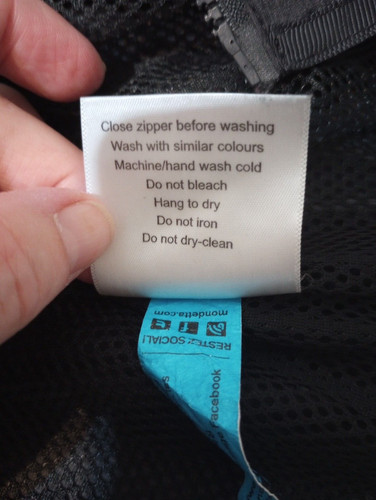 Close zipper before washing
Wash with similar colours
Machine/hand wash cold
Do not bleach
Hang to dry
Do not iron
Do not dry-clean
mondetta.com
RESTEZ SOCIAL!
Facebook